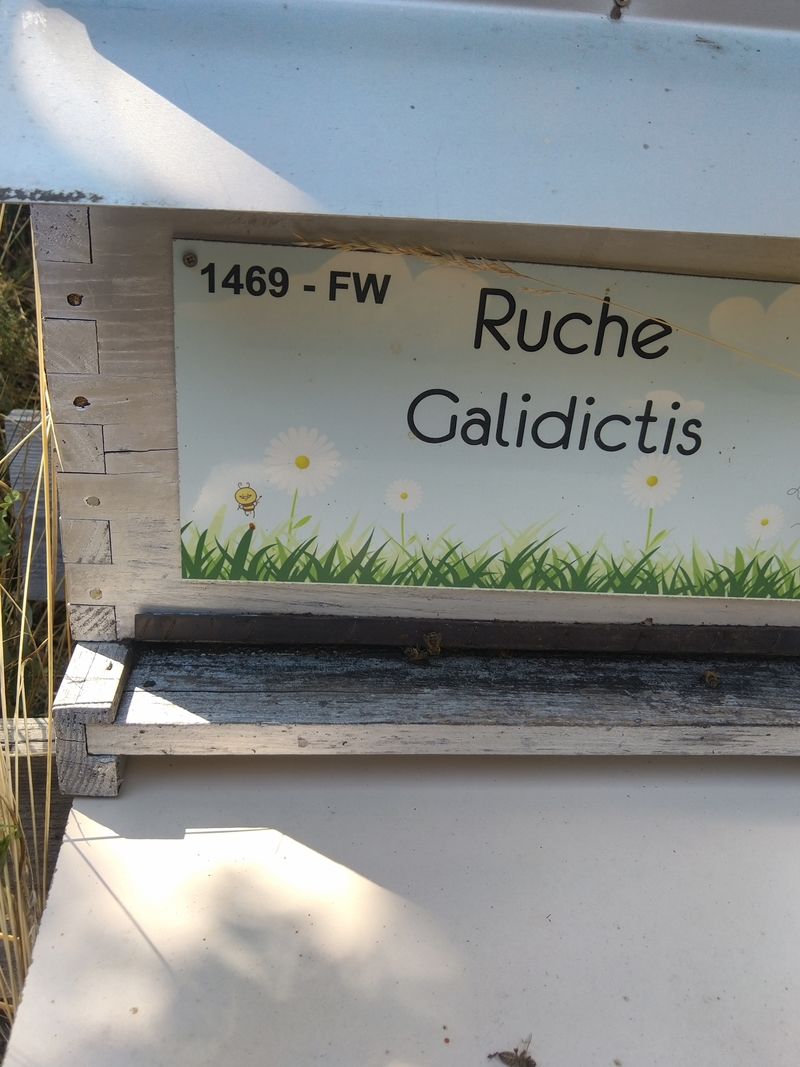 1469 - FW
Ruche
Galidictis